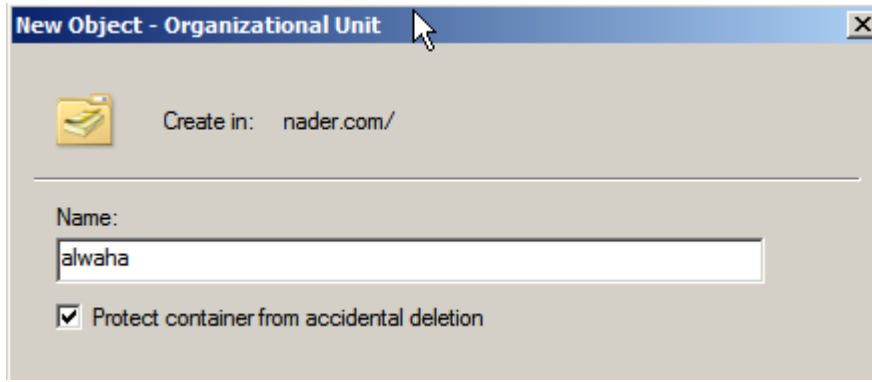 New Object - Organizational Unit
Create in: nader.com/
Name:
alwaha
Protect container from accidental deletion